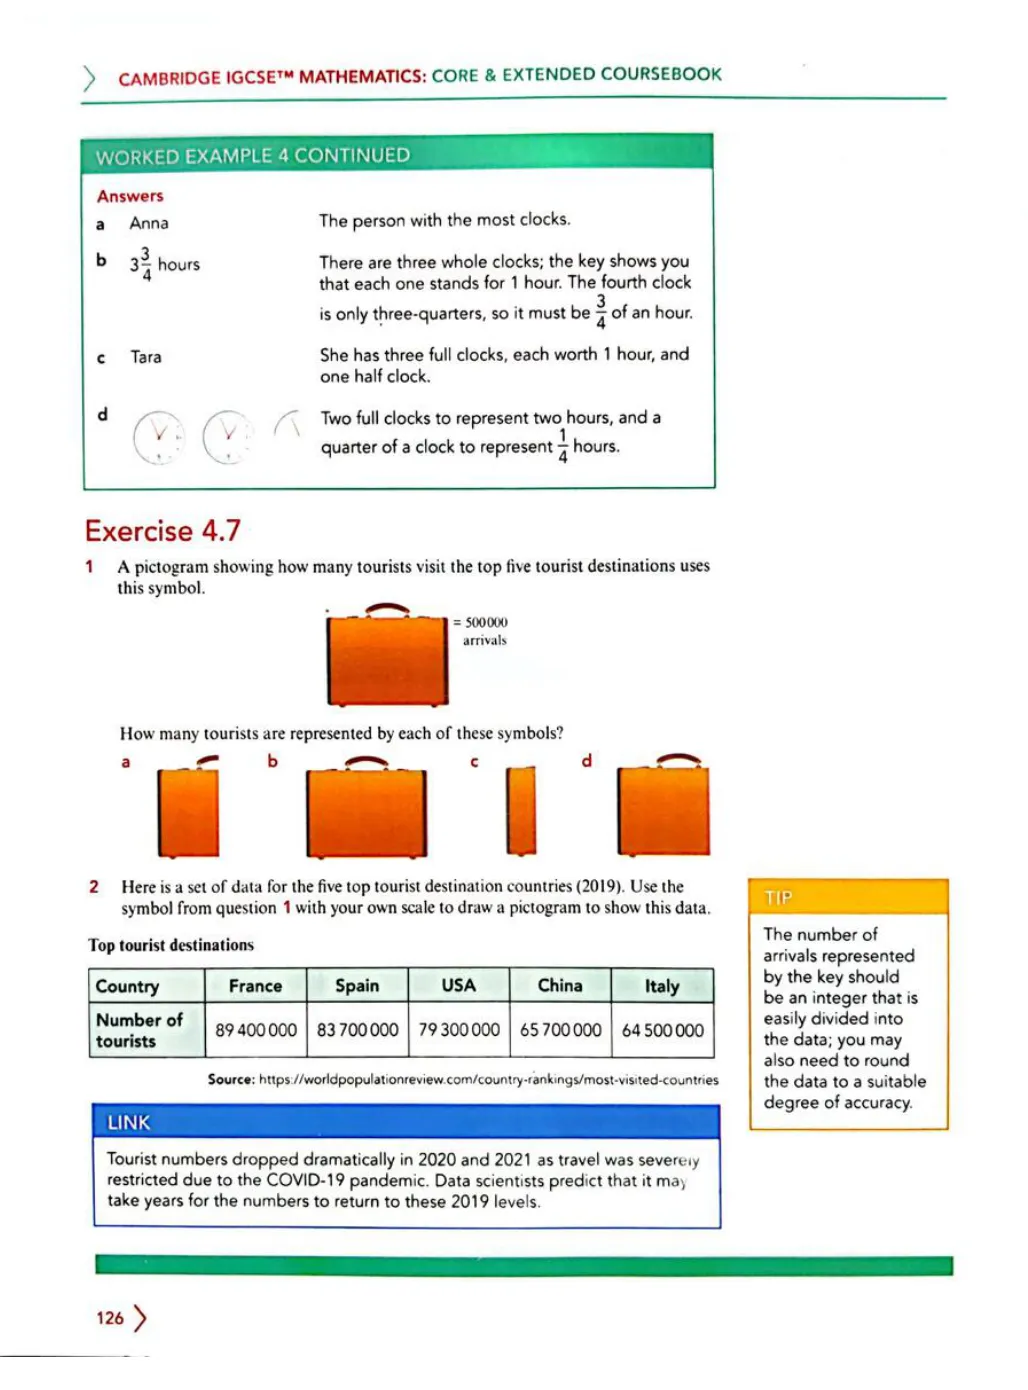 CAMBRIDGE IGCSE™ MATHEMATICS: CORE & EXTENDED COURSEBOOK
WORKED EXAMPLE 4 CONTINUED
Answers
a Anna The person with the most clocks.
b 3 3/4 hours There are three whole clocks; the key shows you
that each one stands for 1 hour. The fourth clock
is only three-quarters, so it must be 3/4 of an hour.
c Tara She has three full clocks, each worth 1 hour, and
one half clock.
d Two full clocks to represent two hours, and a
quarter of a clock to represent 1/4 hours.
Exercise 4.7
1 A pictogram showing how many tourists visit the top five tourist destinations uses
this symbol.
= 500 000
arrivals
How many tourists are represented by each of these symbols?
a b c d
2 Here is a set of data for the five top tourist destination countries (2019). Use the
symbol from question 1 with your own scale to draw a pictogram to show this data.
Top tourist destinations
Country France Spain USA China Italy
Number of tourists 89 400 000 83 700 000 79 300 000 65 700 000 64 500 000
Source: https://worldpopulationreview.com/country-rankings/most-visited-countries
TIP
The number of
arrivals represented
by the key should
be an integer that is
easily divided into
the data; you may
also need to round
the data to a suitable
degree of accuracy.
LINK
Tourist numbers dropped dramatically in 2020 and 2021 as travel was severely
restricted due to the COVID-19 pandemic. Data scientists predict that it may
take years for the numbers to return to these 2019 levels.
126